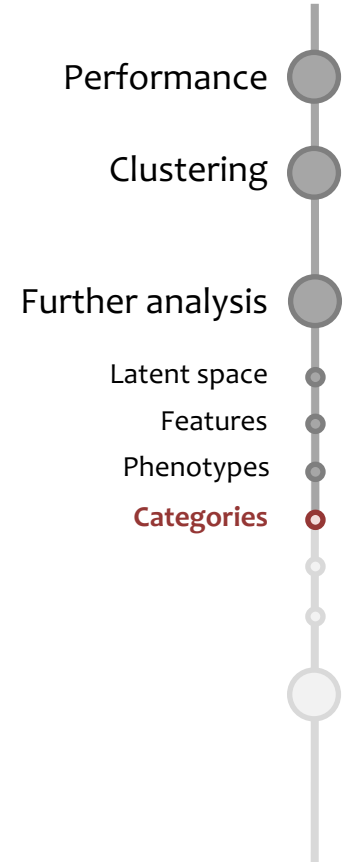 Performance
Clustering
Further analysis
Latent space
Features
Phenotypes
Categories